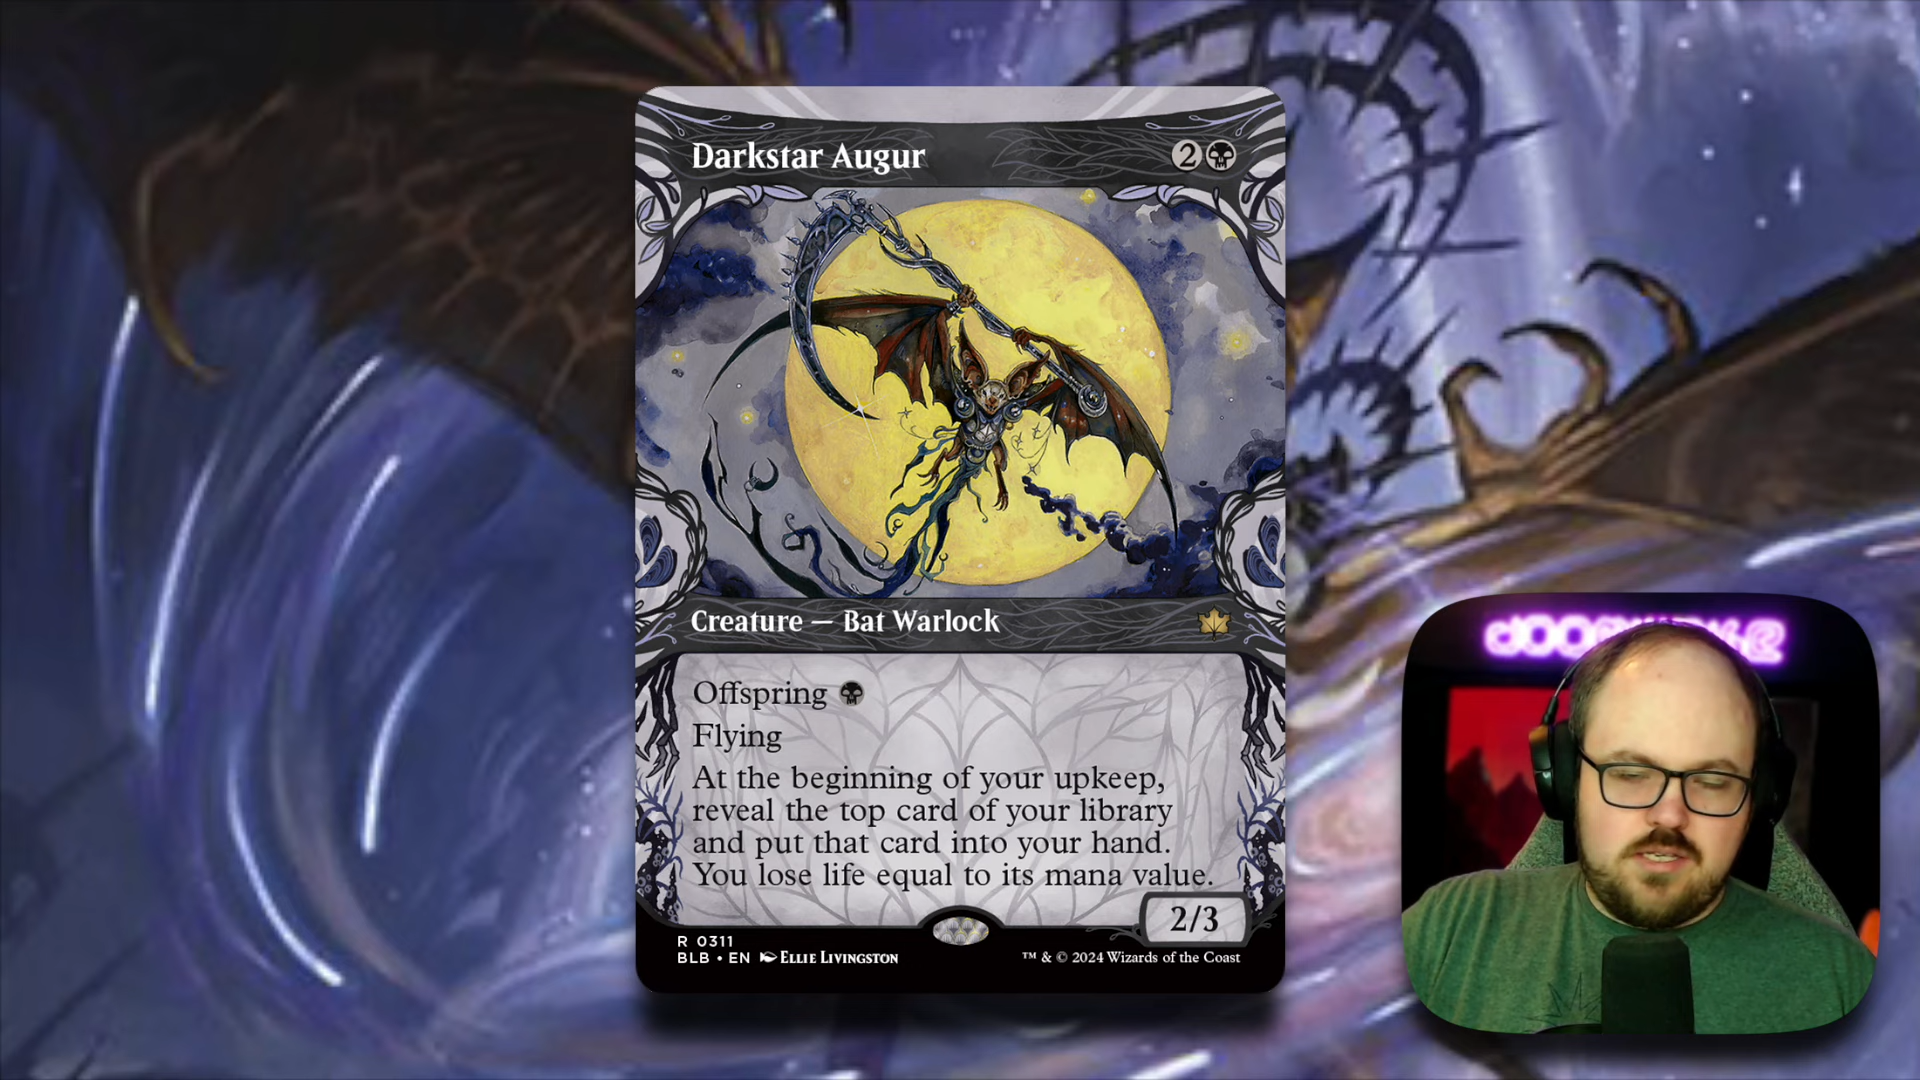 Darkstar Augur 2
Creature — Bat Warlock
Offspring
Flying
At the beginning of your upkeep,
reveal the top card of your library
and put that card into your hand.
You lose life equal to its mana value.
2/3
R 0311
BLB • EN Ellie Livingston
™ & © 2024 Wizards of the Coast